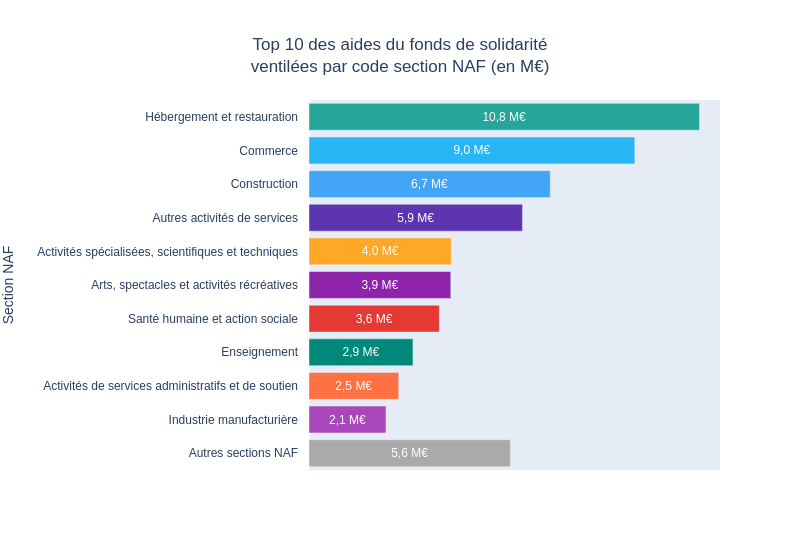 Top 10 des aides du fonds de solidarité
ventilées par code section NAF (en M€)
Section NAF
Hébergement et restauration 10,8 M€
Commerce 9,0 M€
Construction 6,7 M€
Autres activités de services 5,9 M€
Activités spécialisées, scientifiques et techniques 4,0 M€
Arts, spectacles et activités récréatives 3,9 M€
Santé humaine et action sociale 3,6 M€
Enseignement 2,9 M€
Activités de services administratifs et de soutien 2,5 M€
Industrie manufacturière 2,1 M€
Autres sections NAF 5,6 M€